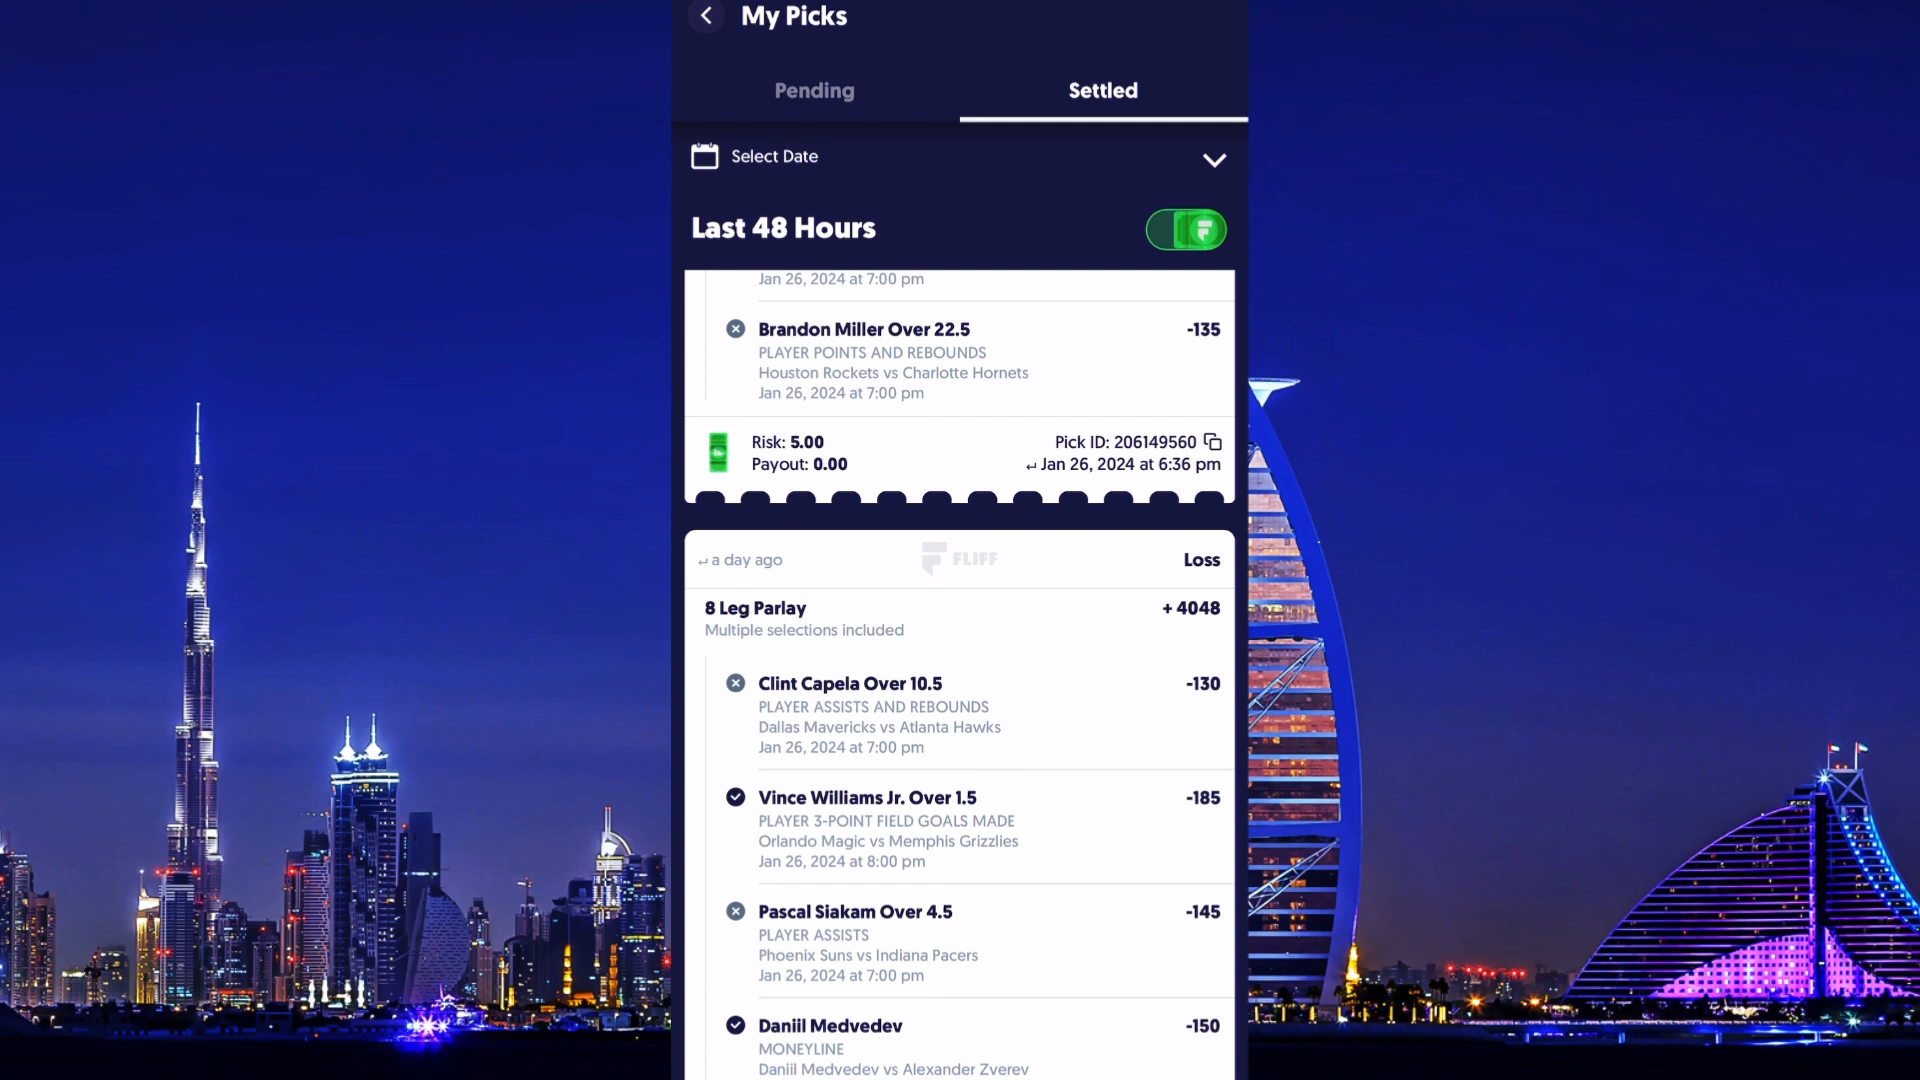 My Picks
Pending
Settled
Select Date
Last 48 Hours
Jan 26, 2024 at 7:00 pm
Brandon Miller Over 22.5 -135
PLAYER POINTS AND REBOUNDS
Houston Rockets vs Charlotte Hornets
Jan 26, 2024 at 7:00 pm
Risk: 5.00 Pick ID: 206149560
Payout: 0.00 Jan 26, 2024 at 6:36 pm
a day ago FLIFF Loss
8 Leg Parlay + 4048
Multiple selections included
Clint Capela Over 10.5 -130
PLAYER ASSISTS AND REBOUNDS
Dallas Mavericks vs Atlanta Hawks
Jan 26, 2024 at 7:00 pm
Vince Williams Jr. Over 1.5 -185
PLAYER 3-POINT FIELD GOALS MADE
Orlando Magic vs Memphis Grizzlies
Jan 26, 2024 at 8:00 pm
Pascal Siakam Over 4.5 -145
PLAYER ASSISTS
Phoenix Suns vs Indiana Pacers
Jan 26, 2024 at 7:00 pm
Daniil Medvedev -150
MONEYLINE
Daniil Medvedev vs Alexander Zverev